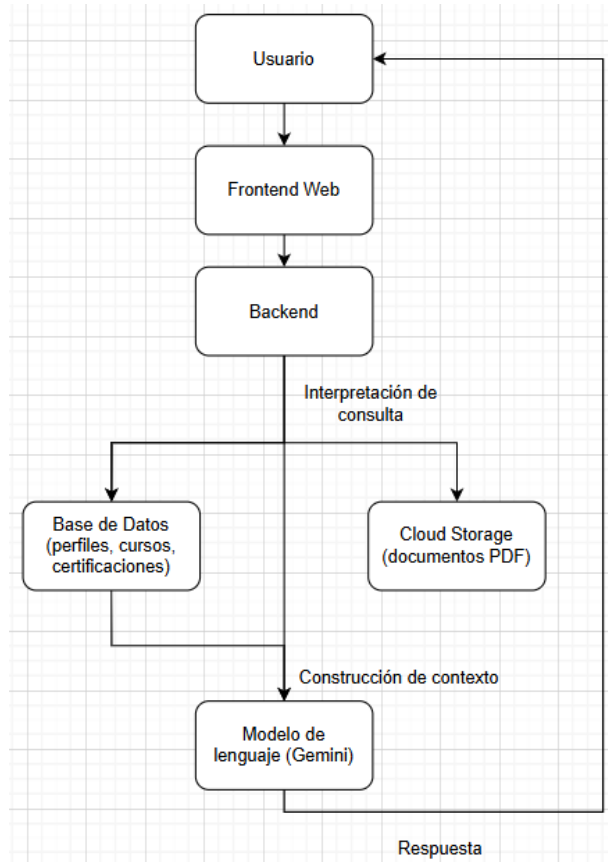 Usuario
Frontend Web
Backend
Interpretación de
consulta
Base de Datos
(perfiles, cursos,
certificaciones)
Cloud Storage
(documentos PDF)
Construcción de contexto
Modelo de
lenguaje (Gemini)
Respuesta